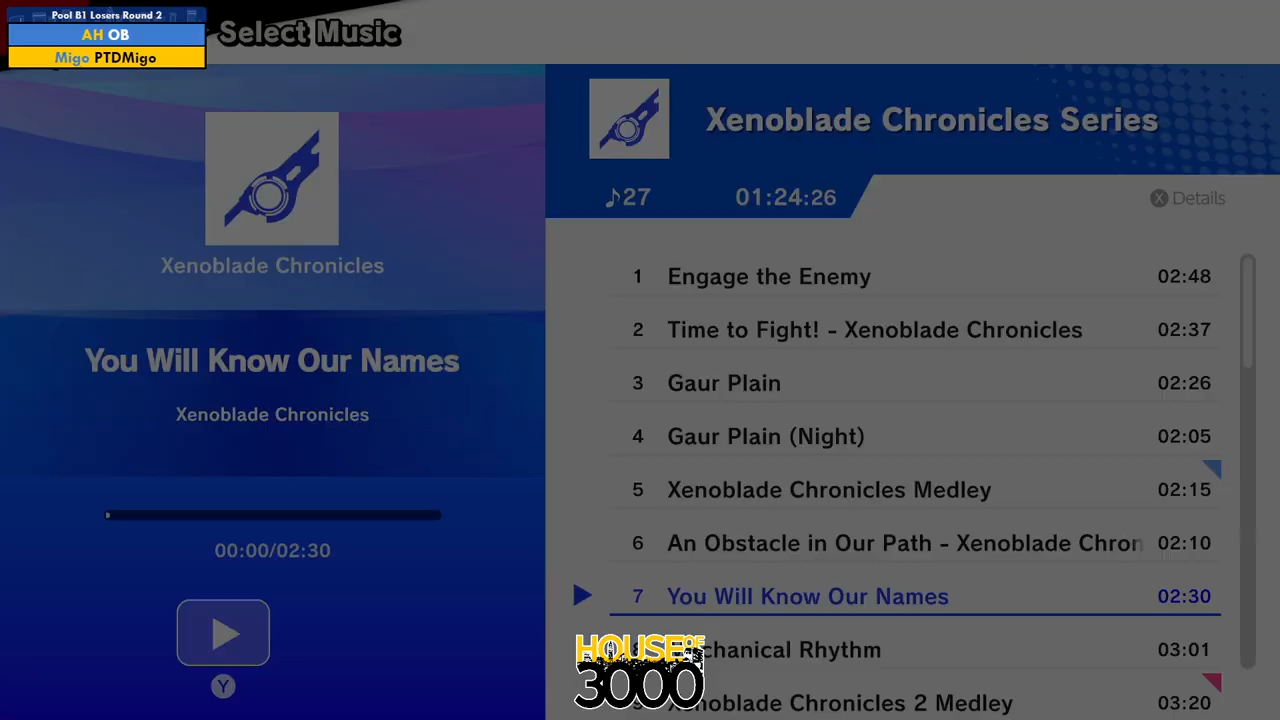 Pool B1 Losers Round 2
AH OB
Migo PTDMigo
Select Music
Xenoblade Chronicles
You Will Know Our Names
Xenoblade Chronicles
00:00/02:30
Y
Xenoblade Chronicles Series
♪27 01:24:26
X Details
1 Engage the Enemy 02:48
2 Time to Fight! - Xenoblade Chronicles 02:37
3 Gaur Plain 02:26
4 Gaur Plain (Night) 02:05
5 Xenoblade Chronicles Medley 02:15
6 An Obstacle in Our Path - Xenoblade Chron 02:10
7 You Will Know Our Names 02:30
8 chanical Rhythm 03:01
noblade Chronicles 2 Medley 03:20
HOUSE OF
3000